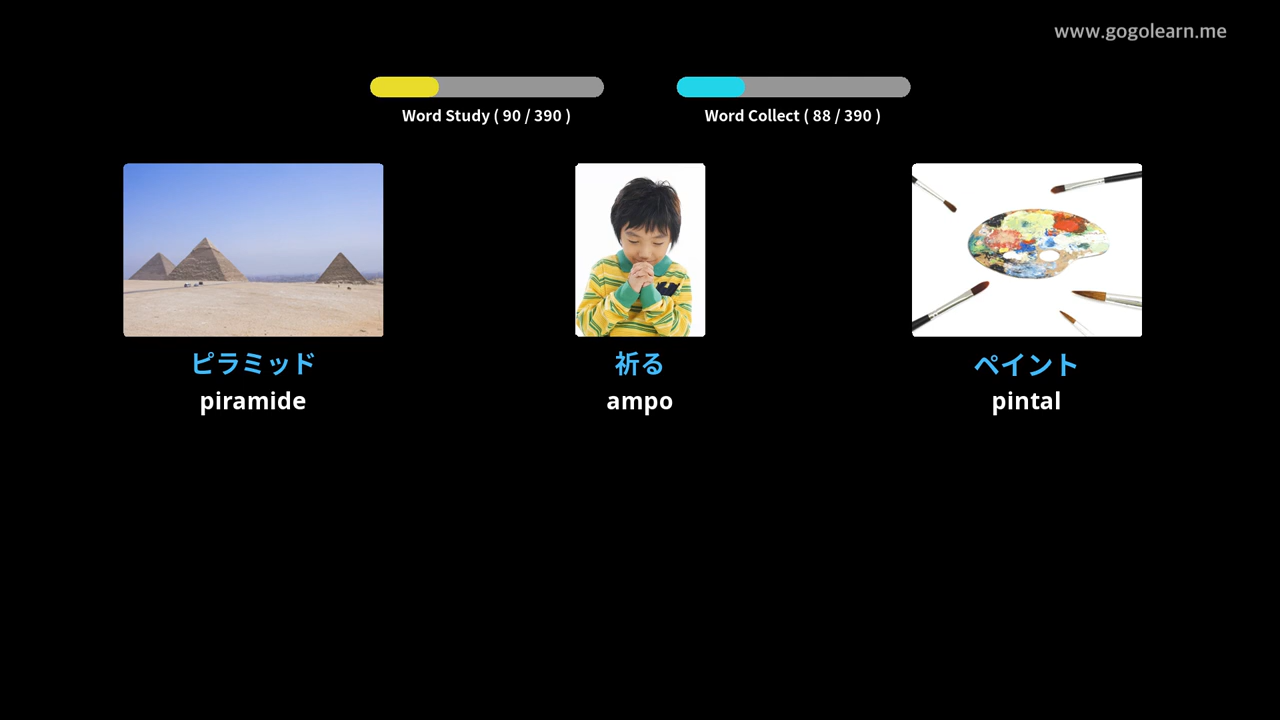 www.gogolearn.me
Word Study ( 90 / 390 )
Word Collect ( 88 / 390 )
ピラミッド
piramide
祈る
ampo
ペイント
pintal